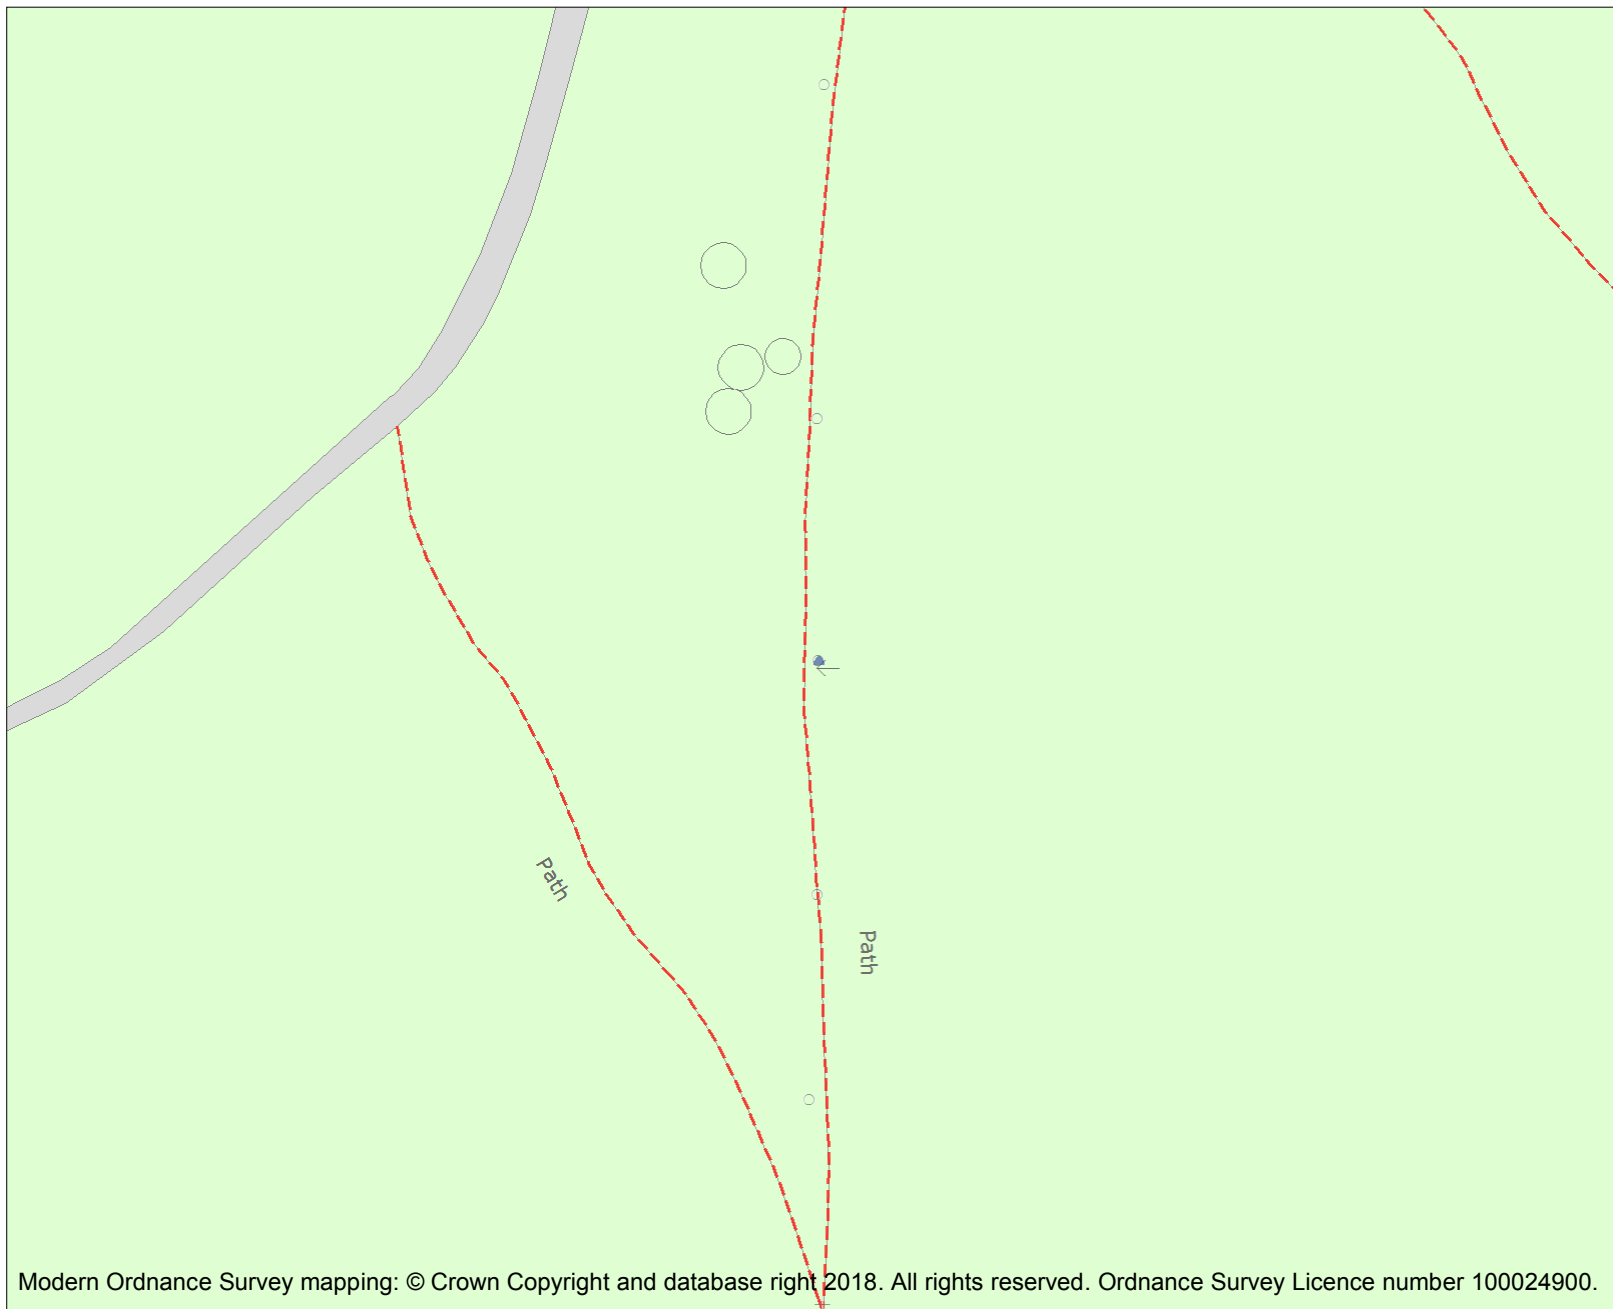 Path
Path
Modern Ordnance Survey mapping: © Crown Copyright and database right 2018. All rights reserved. Ordnance Survey Licence number 100024900.